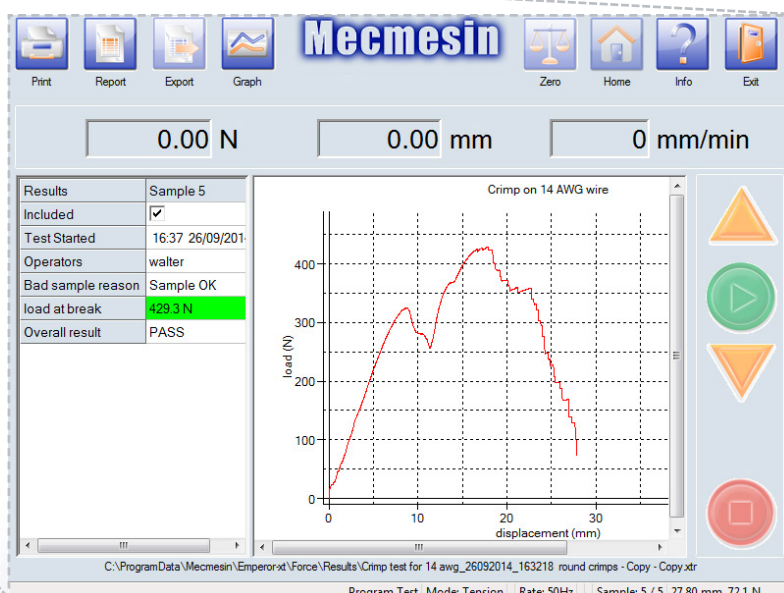 Mecmesin
Print Report Export Graph Zero Home Info Exit
0.00 N 0.00 mm 0 mm/min
Results Sample 5
Included
Test Started 16:37 26/09/201
Operators walter
Bad sample reason Sample OK
load at break 429.3 N
Overall result PASS
Crimp on 14 AWG wire
400
300
load (N)
200
100
0
0 10 20 30
displacement (mm)
C:\ProgramData\Mecmesin\Emperor-xt\Force\Results\Crimp test for 14 awg_26092014_163218 round crimps - Copy - Copy.xtr
Program Test Mode: Tension Rate: 50Hz Sample: 5 / 5 27.80 mm 72.1 N